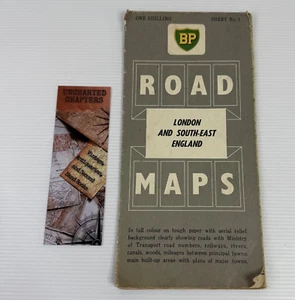 UNCHARTED
CHAPTERS
ONE SHILLING
SHEET No. 1
BP
ROAD
LONDON
AND SOUTH-EAST
ENGLAND
MAPS
In full colour on tough paper with aerial relief
background clearly showing roads with Ministry
of Transport road numbers, railways, rivers,
canals, woods, mileages between principal towns,
main built-up areas with plans of major towns.